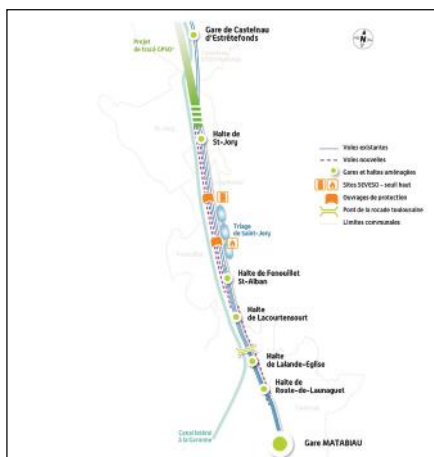 Gare de Castelnau
d'Estrétefonds
N
Projet
de tracé GPSO*
Halte de
St-Jory
Voies existantes
Voies nouvelles
Gares et haltes aménagées
Sites SEVESO - seuil haut
Ouvrages de protection
Pont de la rocade toulousaine
Limites communales
Triage
de Saint-Jory
Halte de Fenouillet
St-Alban
Halte
de Lacourtensourt
Halte
de Lalande-Eglise
Halte de
Route-de-Launaguet
Canal latéral
à la Garonne
Gare MATABIAU